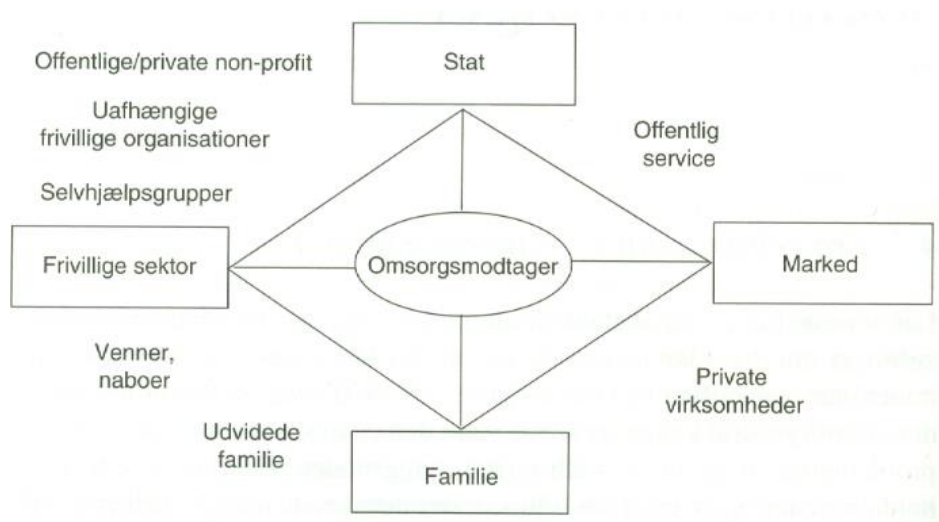 Offentlige/private non-profit
Stat
Uafhængige
frivillige organisationer
Offentlig
service
Selvhjælpsgrupper
Frivillige sektor
Omsorgsmodtager
Marked
Venner,
naboer
Private
virksomheder
Udvidede
familie
Familie